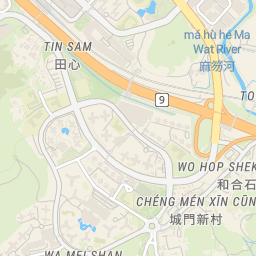 má hù hé Ma
Wat River
麻笏河
TIN SAM
田心
9
TO
WO HOP SHEK
和合石
CHÉNG MÉN XĪN CŪN
城門新村
WA MEI SHAN